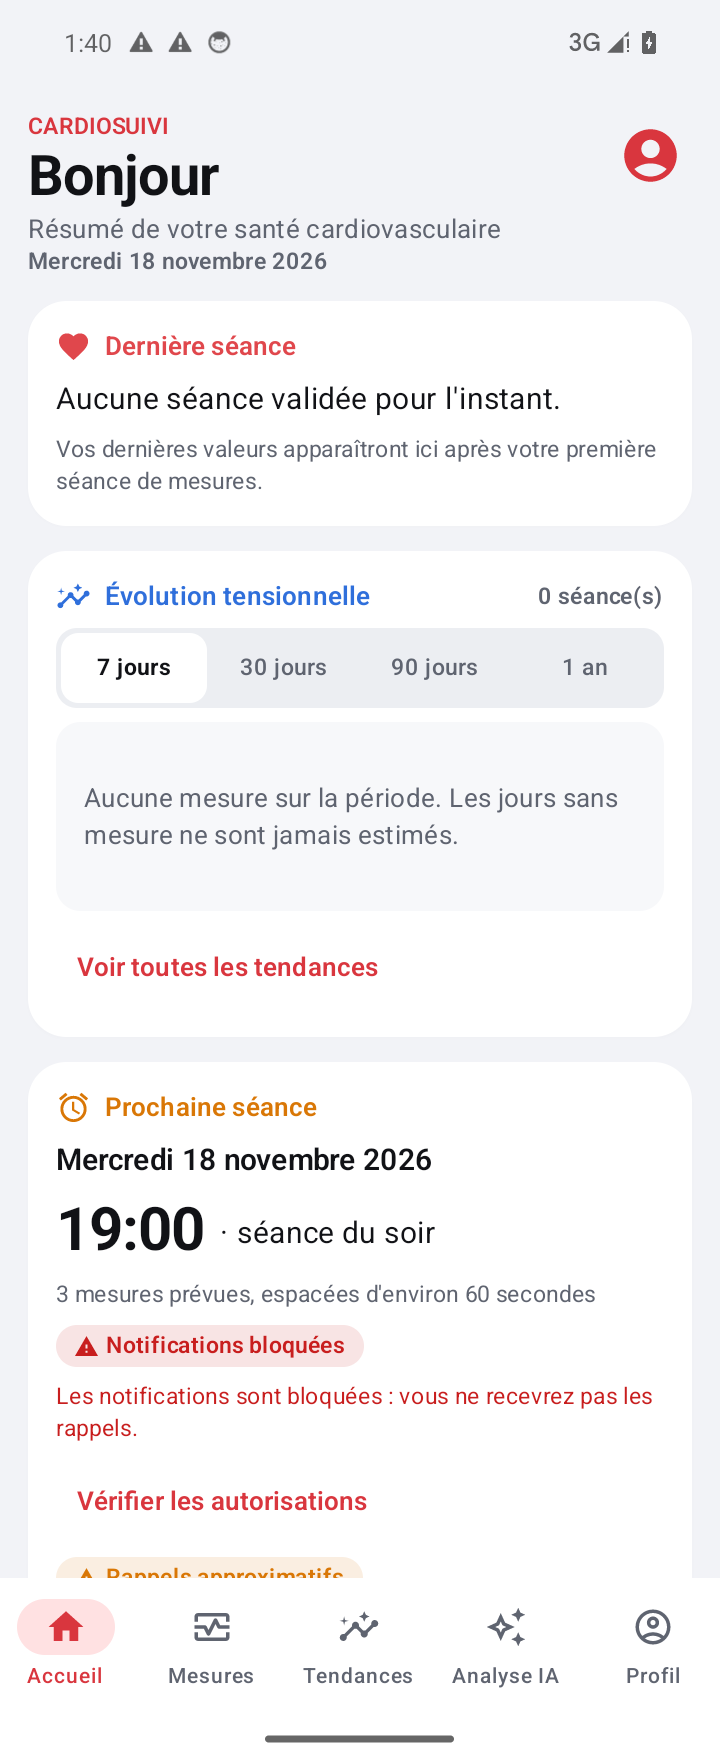 1:40
3G
CARDIOSUIVI
Bonjour
Résumé de votre santé cardiovasculaire
Mercredi 18 novembre 2026
Dernière séance
Aucune séance validée pour l'instant.
Vos dernières valeurs apparaîtront ici après votre première
séance de mesures.
Évolution tensionnelle
0 séance(s)
7 jours
30 jours
90 jours
1 an
Aucune mesure sur la période. Les jours sans
mesure ne sont jamais estimés.
Voir toutes les tendances
Prochaine séance
Mercredi 18 novembre 2026
19:00 · séance du soir
3 mesures prévues, espacées d'environ 60 secondes
Notifications bloquées
Les notifications sont bloquées : vous ne recevrez pas les
rappels.
Vérifier les autorisations
Rappels approximatifs
Accueil
Mesures
Tendances
Analyse IA
Profil